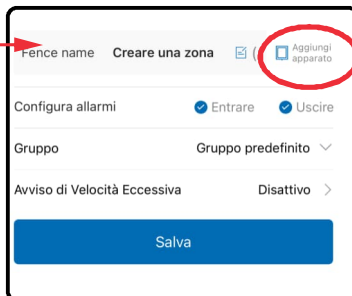 Fence name Creare una zona ( Aggiungi apparato
Configura allarmi Entrare Uscire
Gruppo Gruppo predefinito
Avviso di Velocità Eccessiva Disattivo
Salva